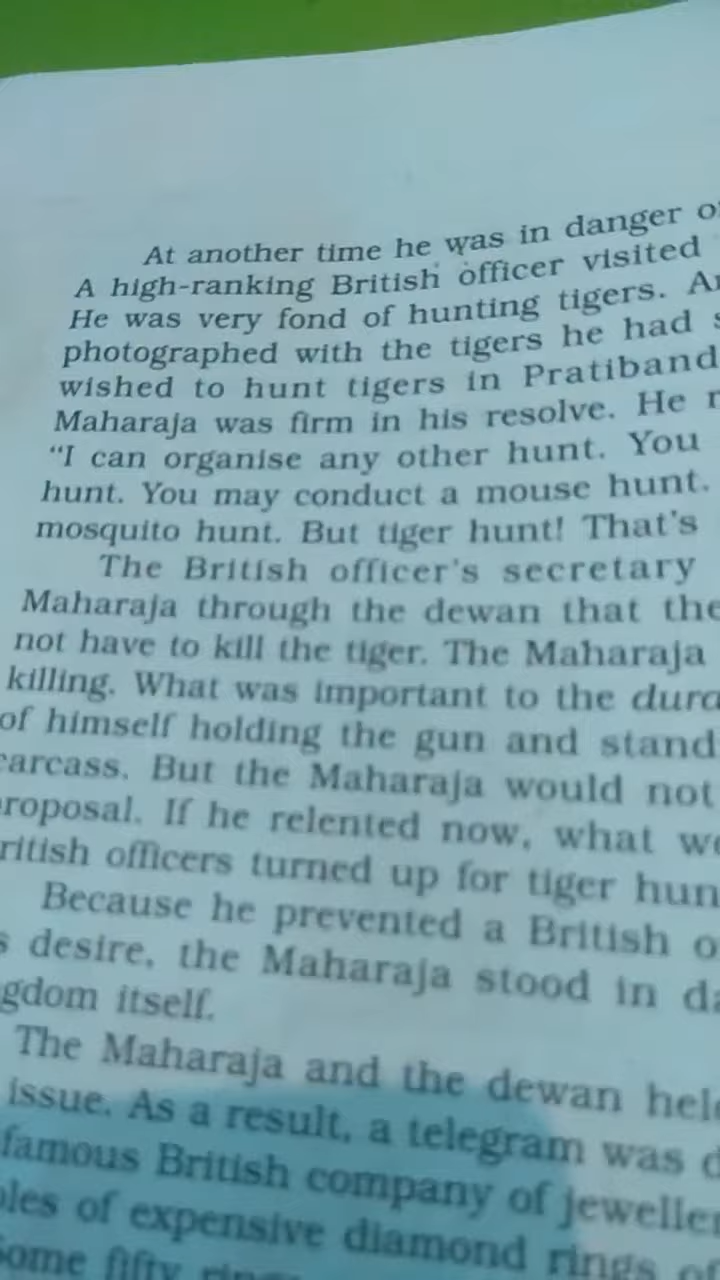 At another time he was in danger
A high-ranking British officer visited
He was very fond of hunting tigers.
photographed with the tigers he had
wished to hunt tigers in Pratiband
Maharaja was firm in his resolve. He
"I can organise any other hunt. You
hunt. You may conduct a mouse hunt.
mosquito hunt. But tiger hunt! That's
The British officer's secretary
Maharaja through the dewan that
not have to kill the tiger. The Maharaja
killing. What was important to the
of himself holding the gun and stand
carcass. But the Maharaja would not
roposal. If he relented now, what
ritish officers turned up for tiger hun
Because he prevented a British
desire, the Maharaja stood in
gdom itself.
The Maharaja and the dewan
issue. As a result, a telegram was
famous British company of
of expensive diamond rings
fifty